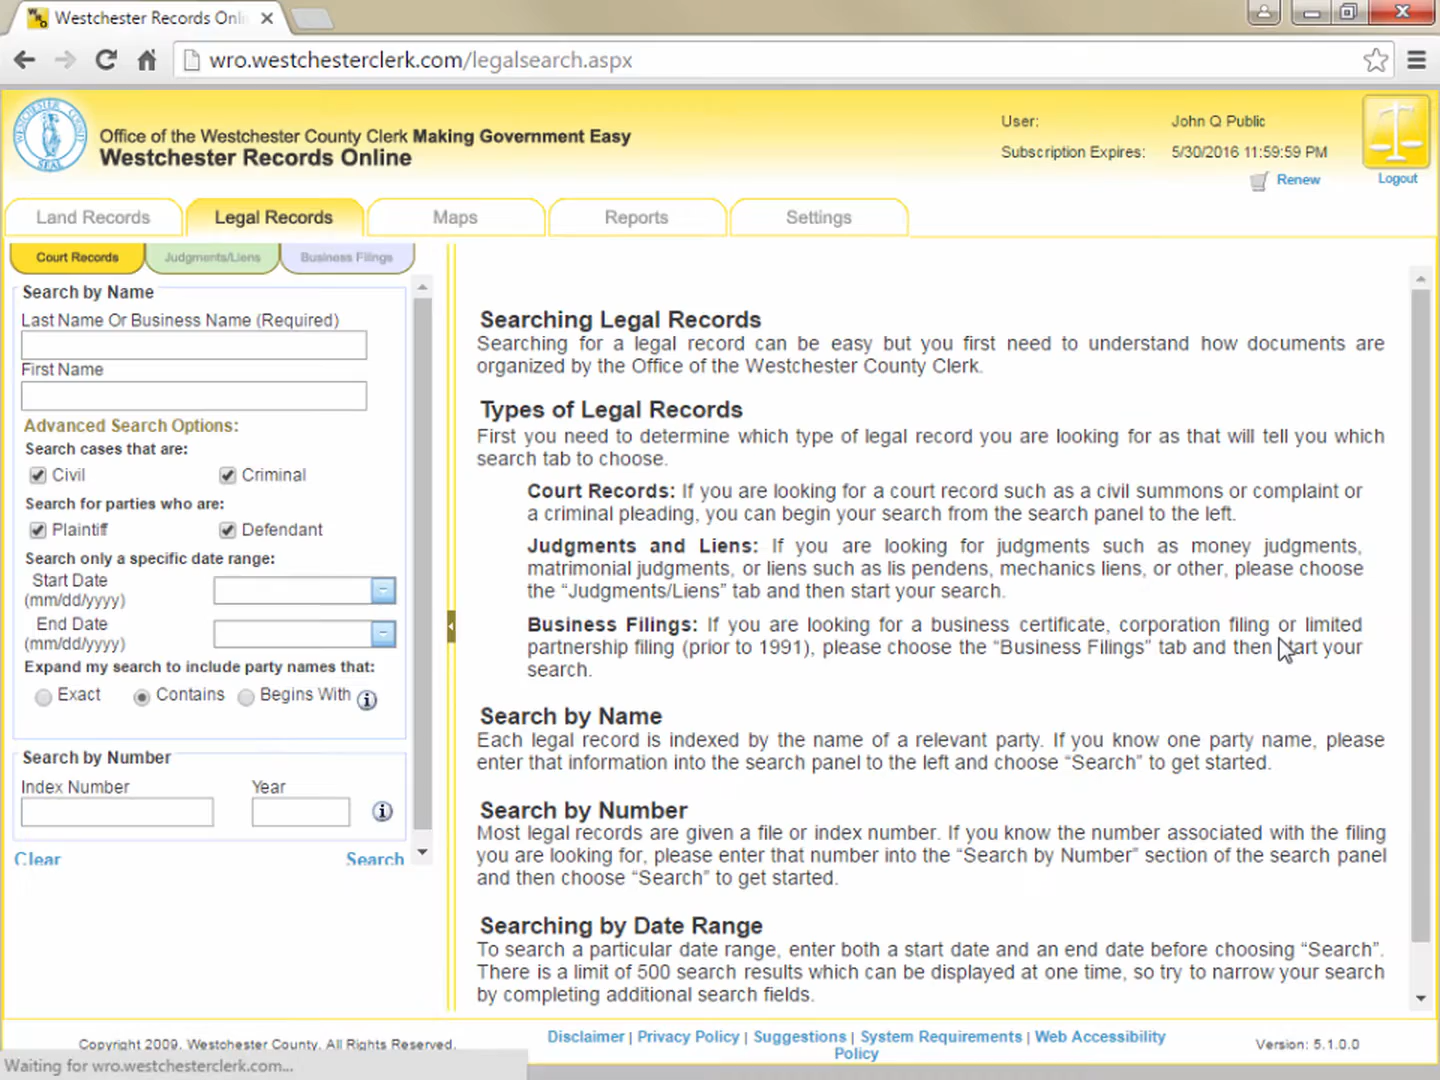 Westchester Records Onli
wro.westchesterclerk.com/legalsearch.aspx
Office of the Westchester County Clerk Making Government Easy
Westchester Records Online
User: John Q Public
Subscription Expires: 5/30/2016 11:59:59 PM
Renew
Logout
WESTCHESTER COUNTY SEAL
Land Records
Legal Records
Maps
Reports
Settings
Court Records
Judgments/Liens
Business Filings
Search by Name
Last Name Or Business Name (Required)
First Name
Advanced Search Options:
Search cases that are:
Civil Criminal
Search for parties who are:
Plaintiff Defendant
Search only a specific date range:
Start Date
(mm/dd/yyyy)
End Date
(mm/dd/yyyy)
Expand my search to include party names that:
Exact Contains Begins With
Search by Number
Index Number Year
Clear Search
Searching Legal Records
Searching for a legal record can be easy but you first need to understand how documents are
organized by the Office of the Westchester County Clerk.
Types of Legal Records
First you need to determine which type of legal record you are looking for as that will tell you which
search tab to choose.
Court Records: If you are looking for a court record such as a civil summons or complaint or
a criminal pleading, you can begin your search from the search panel to the left.
Judgments and Liens: If you are looking for judgments such as money judgments,
matrimonial judgments, or liens such as lis pendens, mechanics liens, or other, please choose
the “Judgments/Liens” tab and then start your search.
Business Filings: If you are looking for a business certificate, corporation filing or limited
partnership filing (prior to 1991), please choose the “Business Filings” tab and then start your
search.
Search by Name
Each legal record is indexed by the name of a relevant party. If you know one party name, please
enter that information into the search panel to the left and choose “Search” to get started.
Search by Number
Most legal records are given a file or index number. If you know the number associated with the filing
you are looking for, please enter that number into the “Search by Number” section of the search panel
and then choose “Search” to get started.
Searching by Date Range
To search a particular date range, enter both a start date and an end date before choosing “Search”.
There is a limit of 500 search results which can be displayed at one time, so try to narrow your search
by completing additional search fields.
Copyright 2009. Westchester County. All Rights Reserved.
Disclaimer | Privacy Policy | Suggestions | System Requirements | Web Accessibility
Policy
Version: 5.1.0.0
Waiting for wro.westchesterclerk.com...